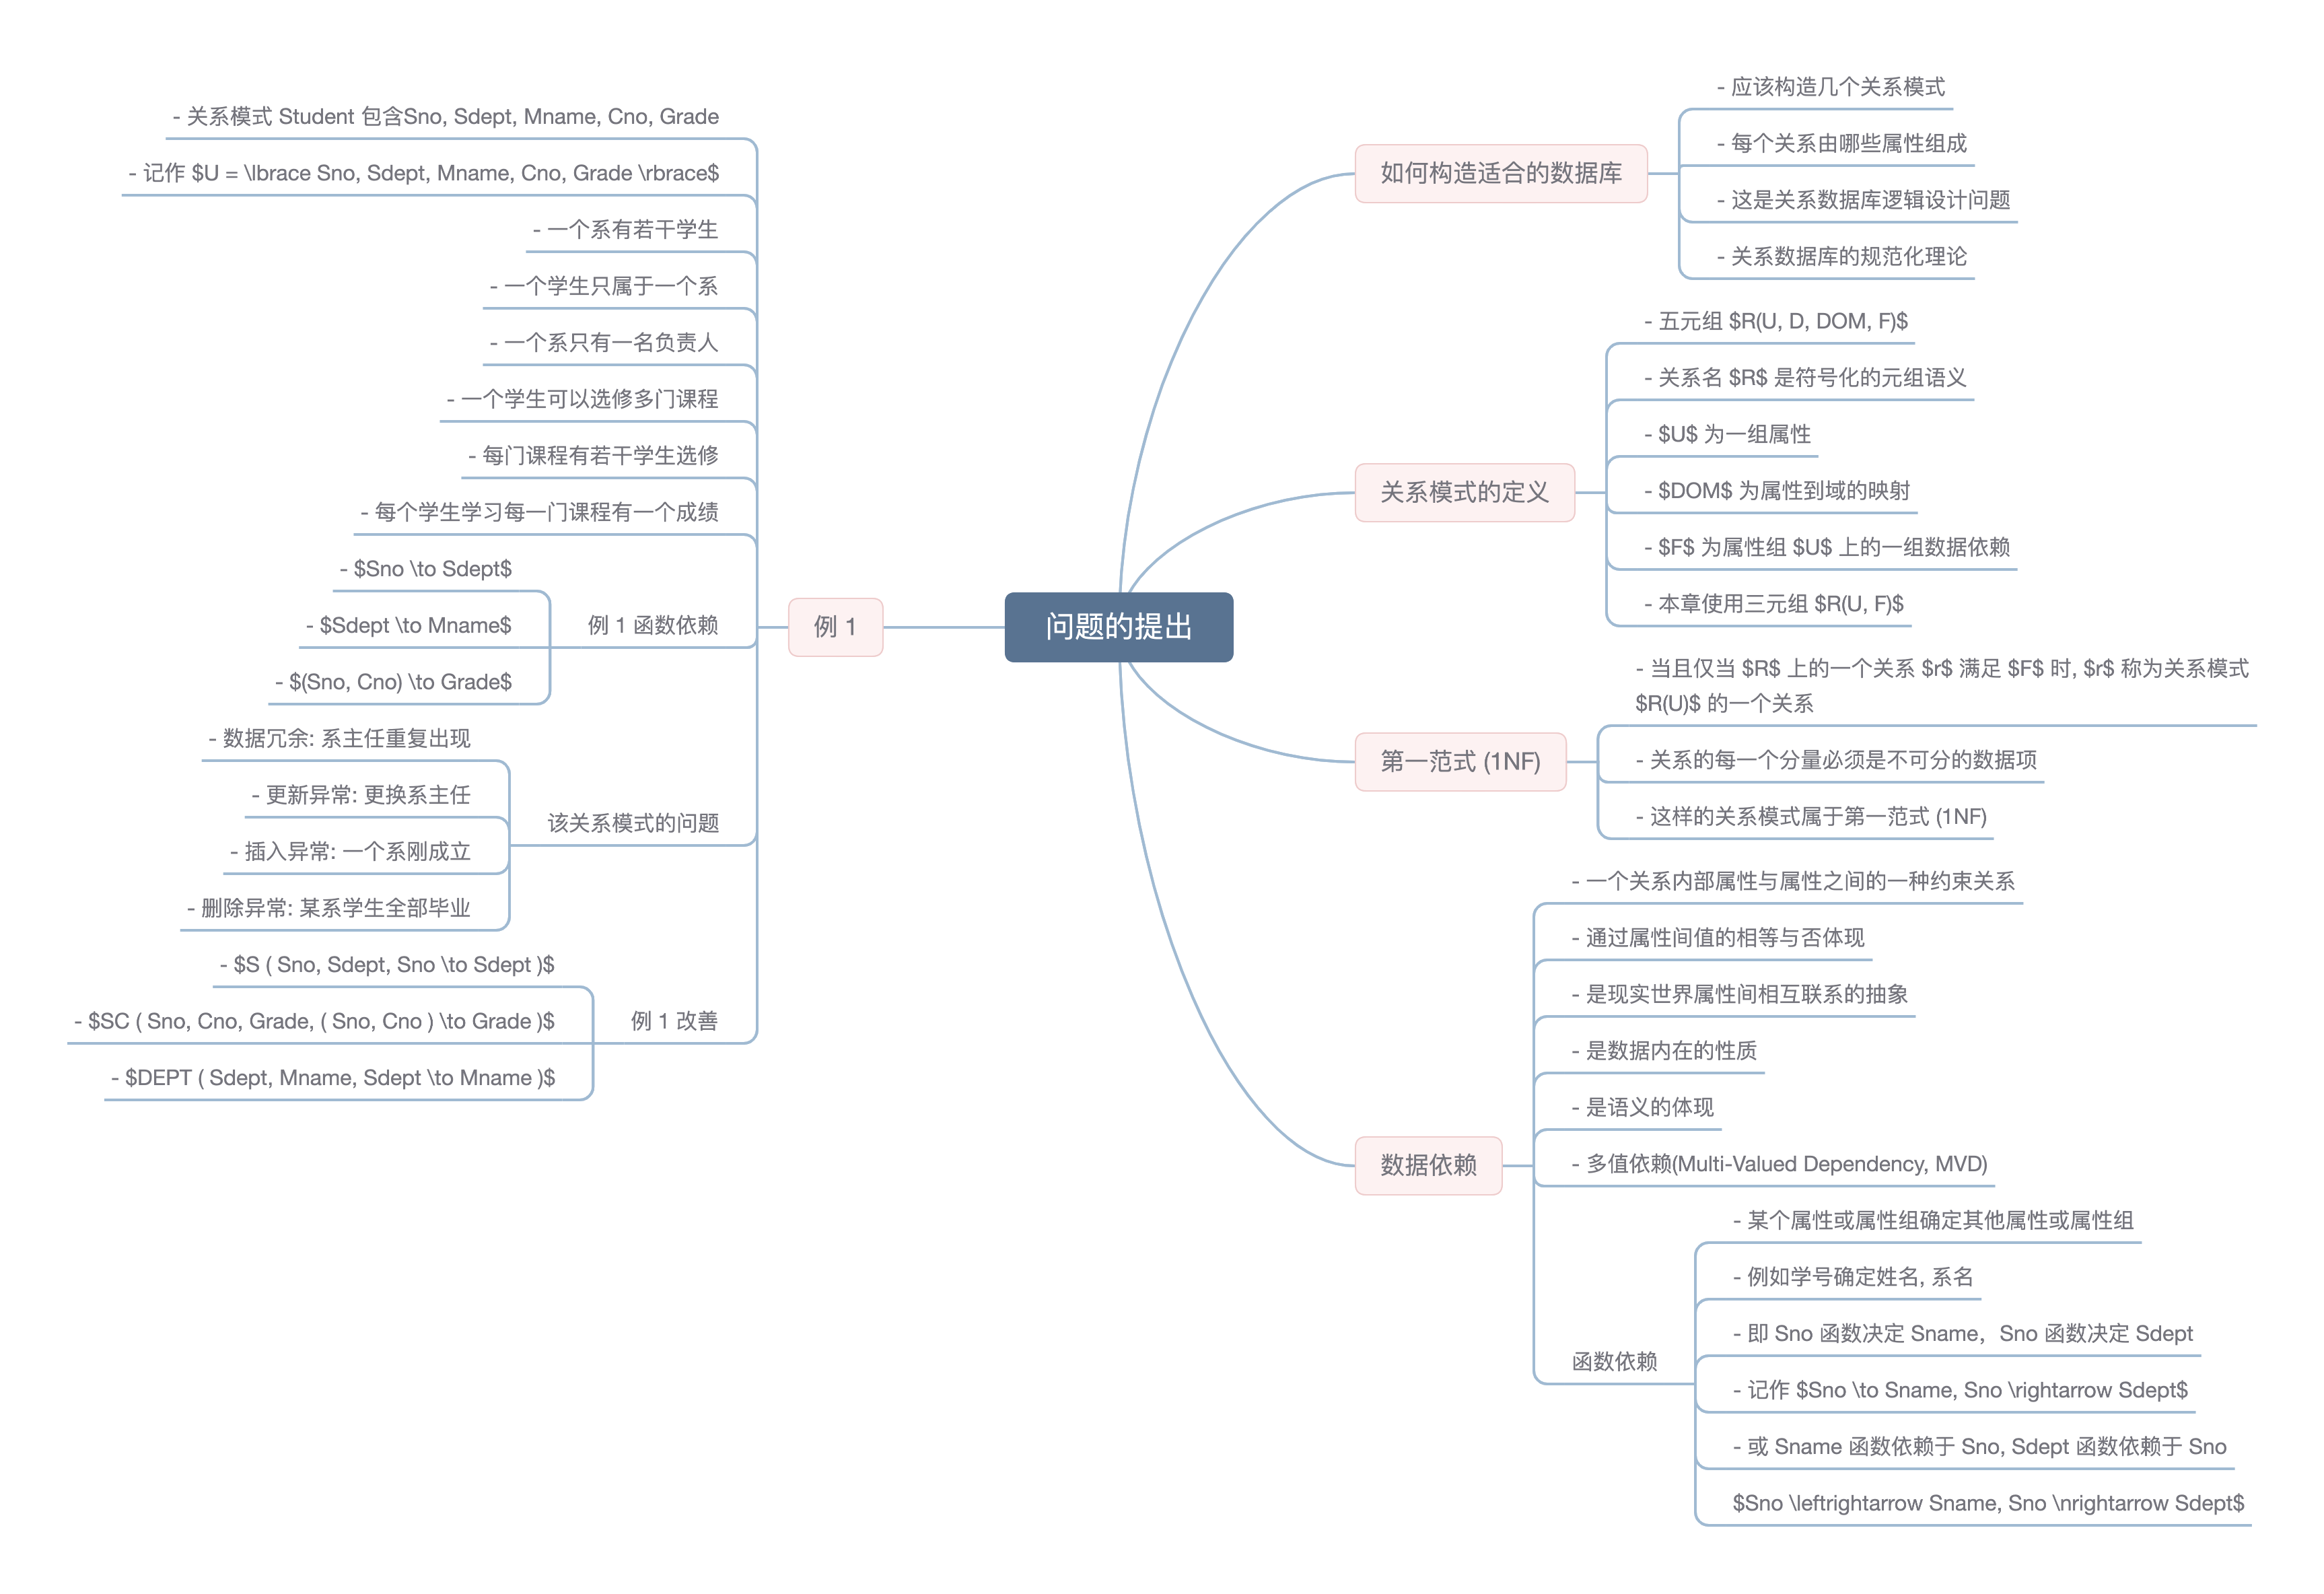 问题的提出
如何构造适合的数据库
- 应该构造几个关系模式
- 每个关系由哪些属性组成
- 这是关系数据库逻辑设计问题
- 关系数据库的规范化理论
关系模式的定义
- 五元组 $R(U, D, DOM, F)$
- 关系名 $R$ 是符号化的元组语义
- $U$ 为一组属性
- $DOM$ 为属性到域的映射
- $F$ 为属性组 $U$ 上的一组数据依赖
- 本章使用三元组 $R(U, F)$
第一范式 (1NF)
- 当且仅当 $R$ 上的一个关系 $r$ 满足 $F$ 时, $r$ 称为关系模式
$R(U)$ 的一个关系
- 关系的每一个分量必须是不可分的数据项
- 这样的关系模式属于第一范式 (1NF)
数据依赖
- 一个关系内部属性与属性之间的一种约束关系
- 通过属性间值的相等与否体现
- 是现实世界属性间相互联系的抽象
- 是数据内在的性质
- 是语义的体现
- 多值依赖(Multi-Valued Dependency, MVD)
函数依赖
- 某个属性或属性组确定其他属性或属性组
- 例如学号确定姓名, 系名
- 即 Sno 函数决定 Sname，Sno 函数决定 Sdept
- 记作 $Sno \to Sname, Sno \rightarrow Sdept$
- 或 Sname 函数依赖于 Sno, Sdept 函数依赖于 Sno
$Sno \leftrightarrow Sname, Sno \nrightarrow Sdept$
例 1
- 关系模式 Student 包含Sno, Sdept, Mname, Cno, Grade
- 记作 $U = \lbrace Sno, Sdept, Mname, Cno, Grade \rbrace$
- 一个系有若干学生
- 一个学生只属于一个系
- 一个系只有一名负责人
- 一个学生可以选修多门课程
- 每门课程有若干学生选修
- 每个学生学习每一门课程有一个成绩
例 1 函数依赖
- $Sno \to Sdept$
- $Sdept \to Mname$
- $(Sno, Cno) \to Grade$
该关系模式的问题
- 数据冗余: 系主任重复出现
- 更新异常: 更换系主任
- 插入异常: 一个系刚成立
- 删除异常: 某系学生全部毕业
例 1 改善
- $S ( Sno, Sdept, Sno \to Sdept )$
- $SC ( Sno, Cno, Grade, ( Sno, Cno ) \to Grade )$
- $DEPT ( Sdept, Mname, Sdept \to Mname )$